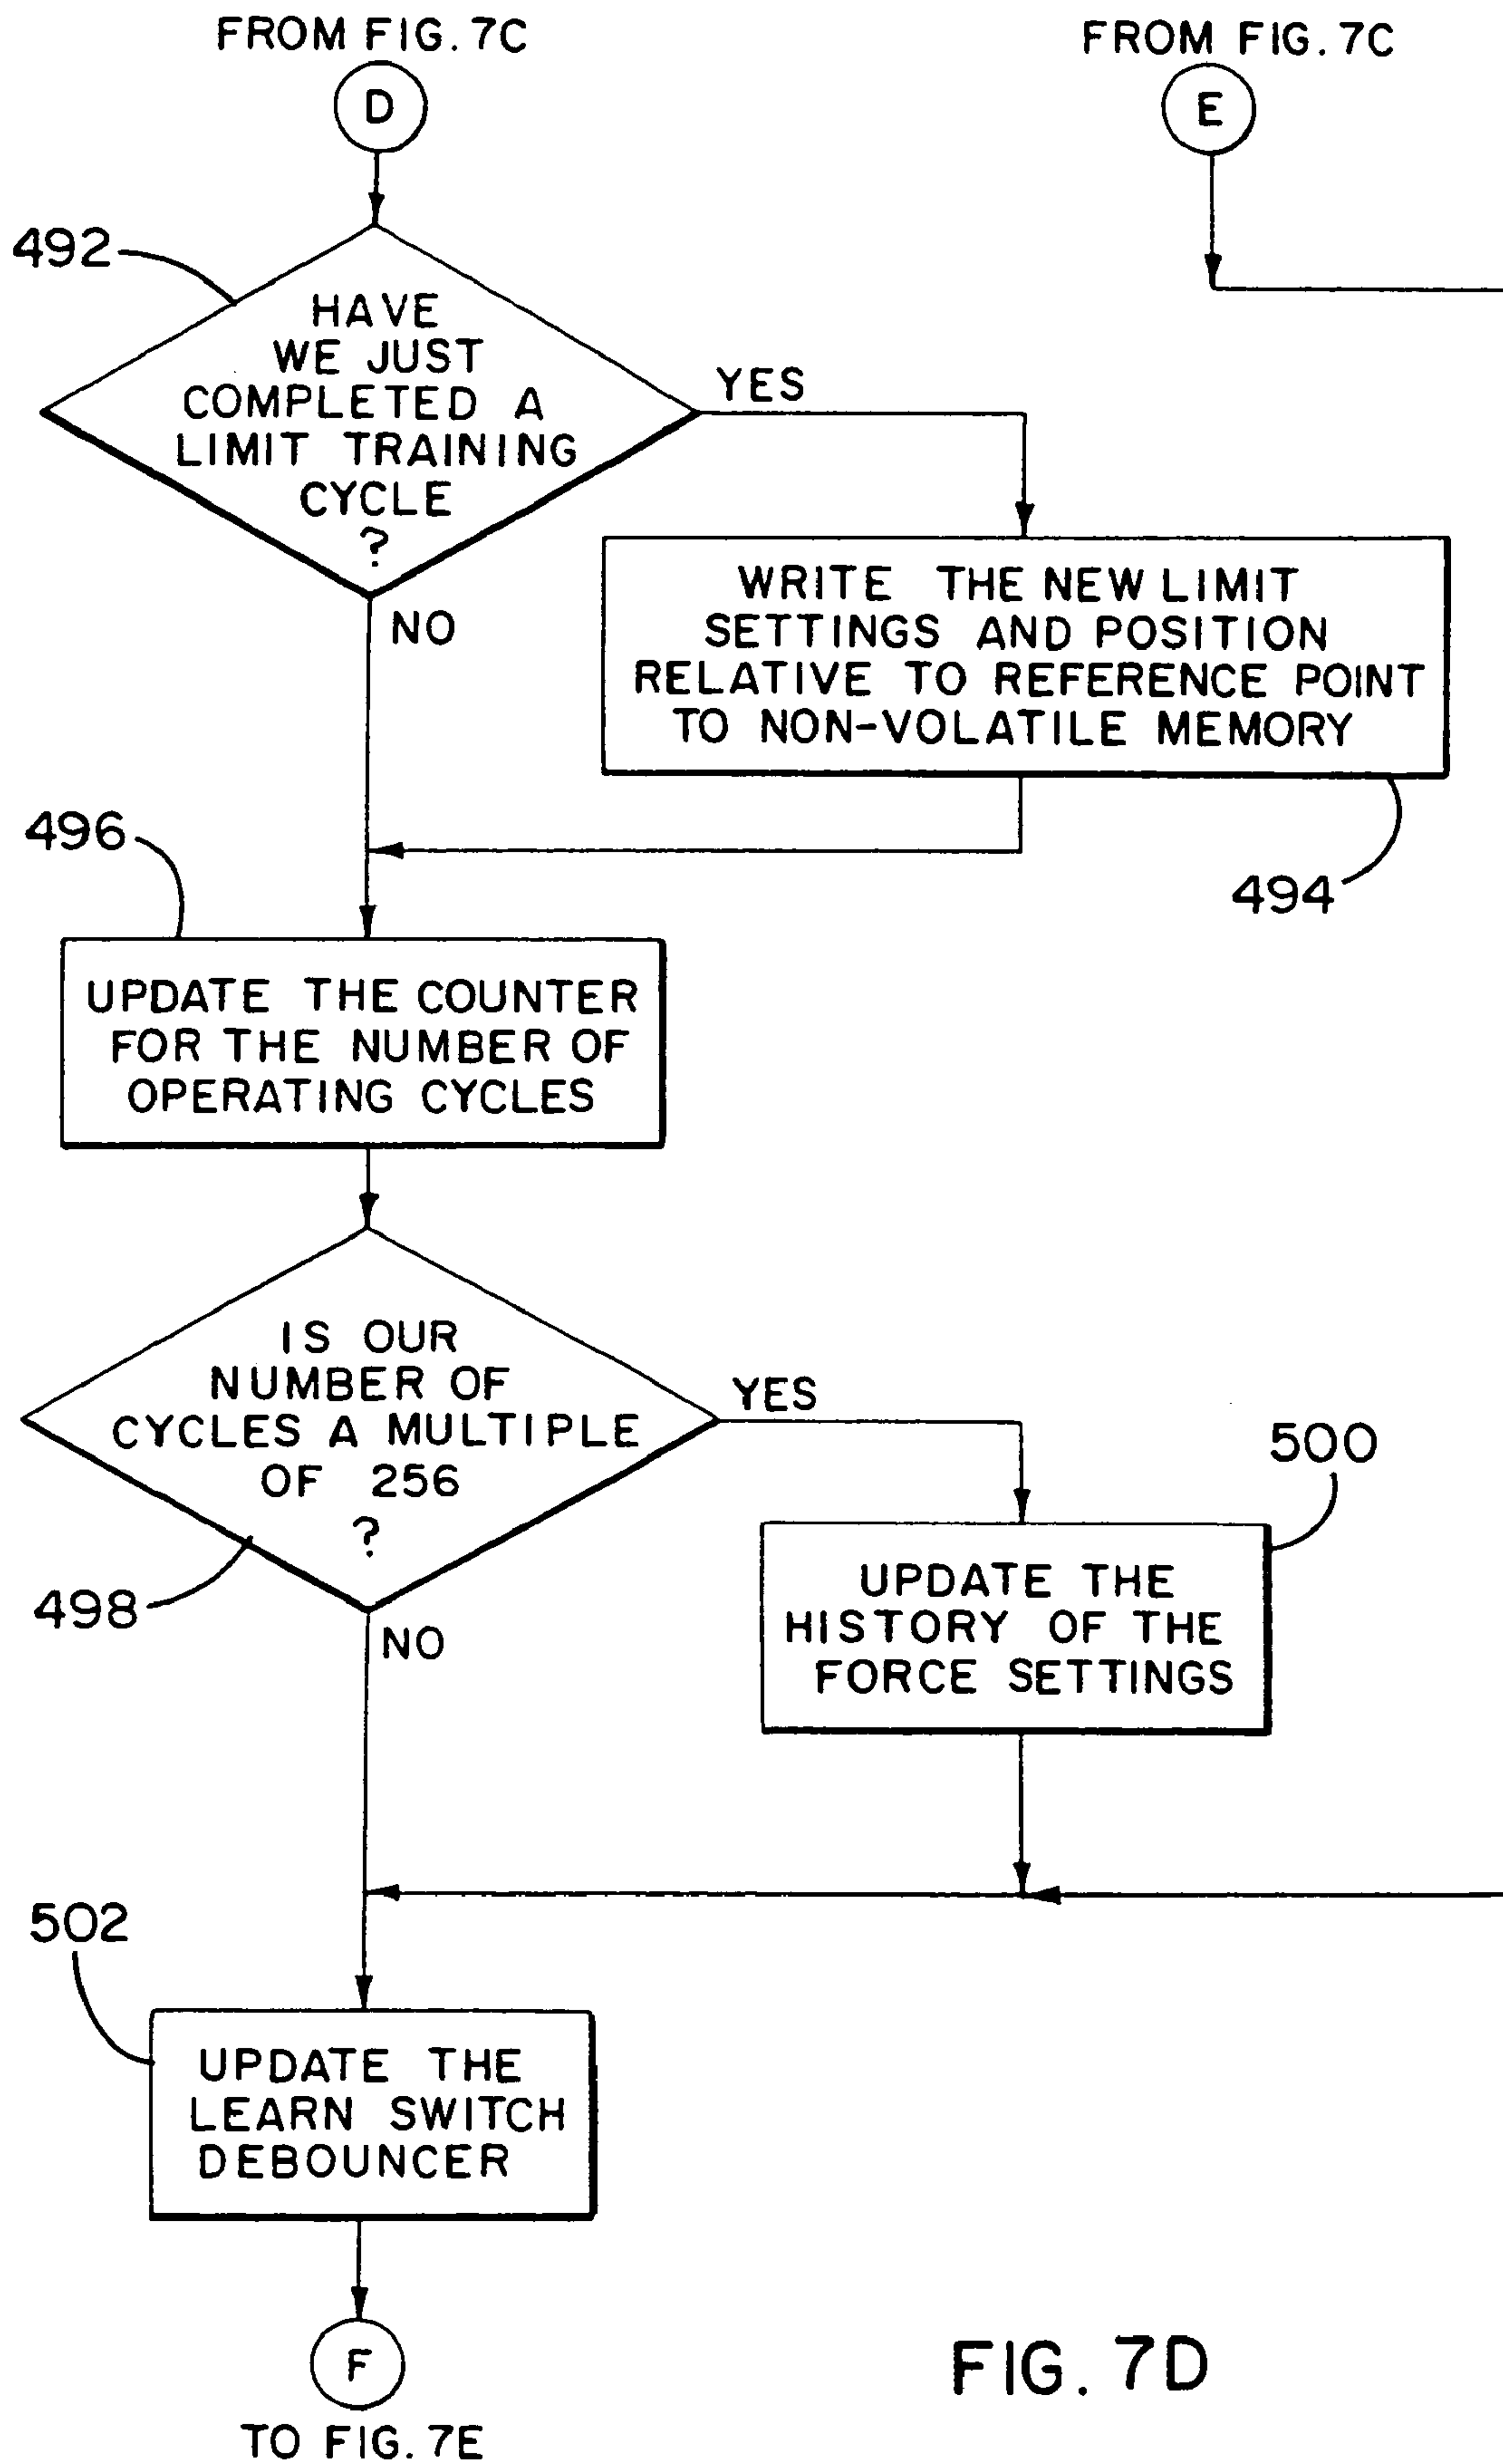 FROM FIG. 7C
D
FROM FIG. 7C
E
492
HAVE
WE JUST
COMPLETED A
LIMIT TRAINING
CYCLE
?
YES
NO
WRITE THE NEW LIMIT
SETTINGS AND POSITION
RELATIVE TO REFERENCE POINT
TO NON-VOLATILE MEMORY
494
496
UPDATE THE COUNTER
FOR THE NUMBER OF
OPERATING CYCLES
IS OUR
NUMBER OF
CYCLES A MULTIPLE
OF 256
?
YES
498
NO
500
UPDATE THE
HISTORY OF THE
FORCE SETTINGS
502
UPDATE THE
LEARN SWITCH
DEBOUNCER
F
TO FIG. 7E
FIG. 7D